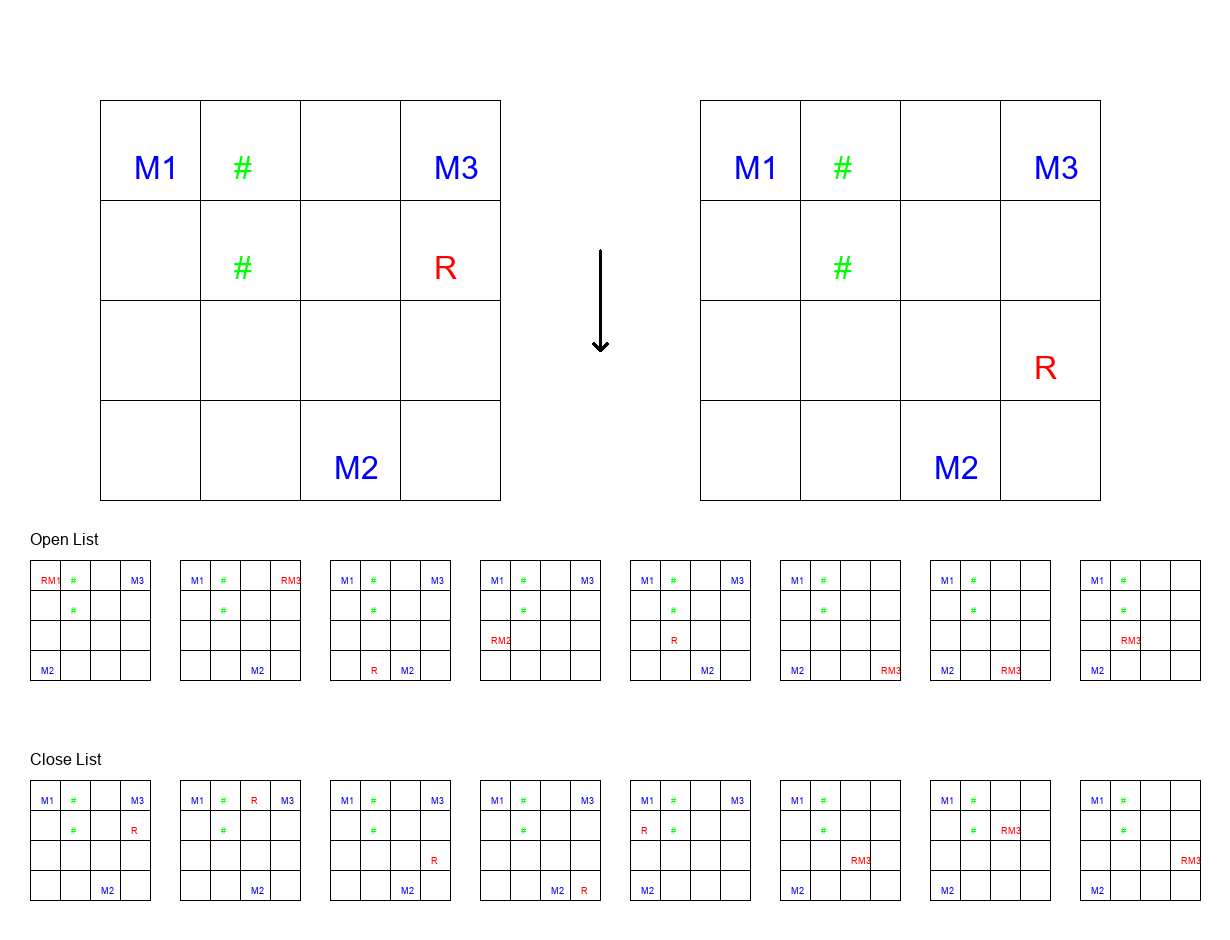 M1 # M3 M1 # M3
# R #
R
M2 M2
Open List
RM1 # M3 M1 # RM3 M1 # M3 M1 # M3 M1 # M3 M1 # M1 # M1 #
# # # # # # # #
RM2 R RM3
M2 M2 R M2 M2 M2 RM3 M2 RM3 M2
Close List
M1 # M3 M1 # R M3 M1 # M3 M1 # M3 M1 # M3 M1 # M1 # M1 #
# R # # # R # # # RM3 #
R RM3 RM3
M2 M2 M2 M2 R M2 M2 M2 M2